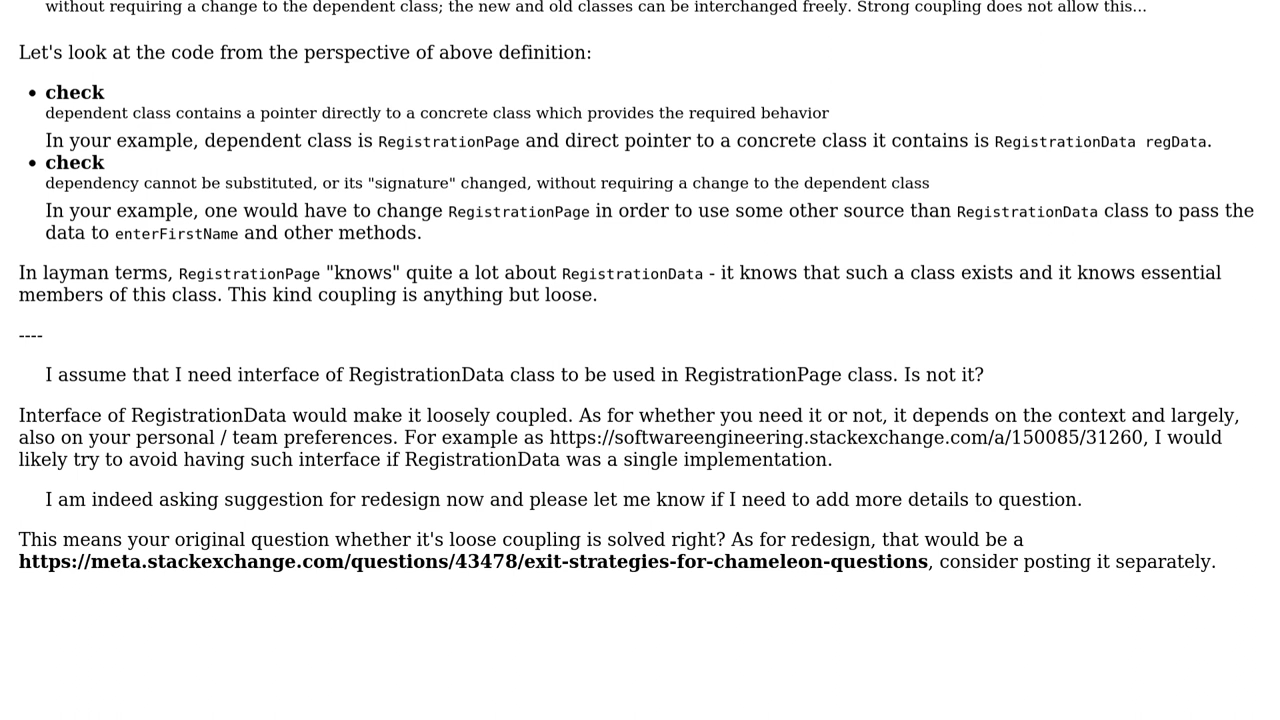 without requiring a change to the dependent class; the new and old classes can be interchanged freely. Strong coupling does not allow this...
Let's look at the code from the perspective of above definition:
• check
dependent class contains a pointer directly to a concrete class which provides the required behavior
In your example, dependent class is RegistrationPage and direct pointer to a concrete class it contains is RegistrationData regData.
• check
dependency cannot be substituted, or its "signature" changed, without requiring a change to the dependent class
In your example, one would have to change RegistrationPage in order to use some other source than RegistrationData class to pass the
data to enterFirstName and other methods.
In layman terms, RegistrationPage "knows" quite a lot about RegistrationData - it knows that such a class exists and it knows essential
members of this class. This kind coupling is anything but loose.
----
I assume that I need interface of RegistrationData class to be used in RegistrationPage class. Is not it?
Interface of RegistrationData would make it loosely coupled. As for whether you need it or not, it depends on the context and largely,
also on your personal / team preferences. For example as https://softwareengineering.stackexchange.com/a/150085/31260, I would
likely try to avoid having such interface if RegistrationData was a single implementation.
I am indeed asking suggestion for redesign now and please let me know if I need to add more details to question.
This means your original question whether it's loose coupling is solved right? As for redesign, that would be a
https://meta.stackexchange.com/questions/43478/exit-strategies-for-chameleon-questions, consider posting it separately.